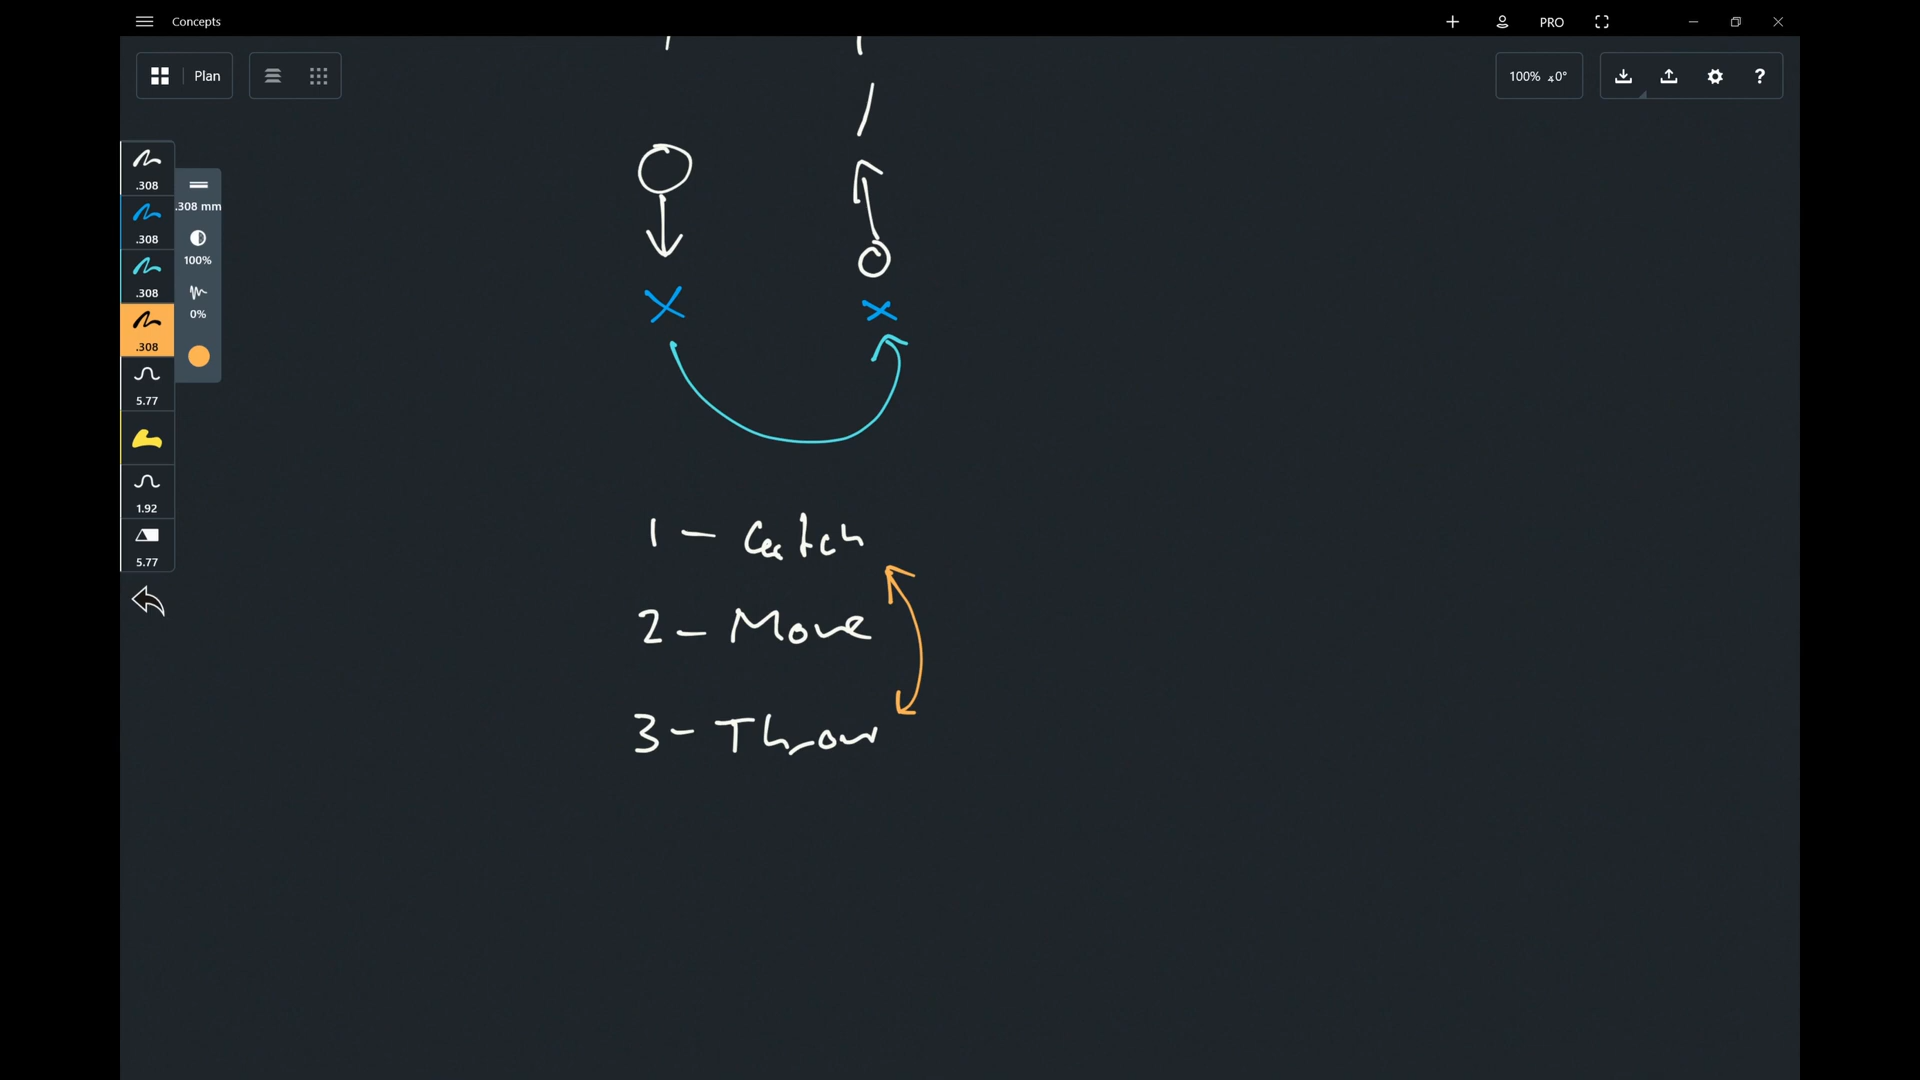 Concepts
PRO
Plan
100% 0°
?
.308
.308 mm
.308
100%
.308
0%
.308
5.77
1.92
5.77
1 – Catch
2 – Move
3 – Throw